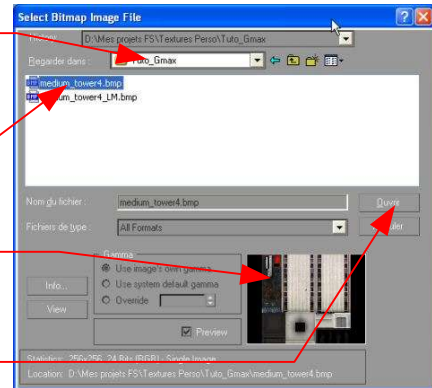 Select Bitmap Image File
D:\Mes projets FS\Textures Perso\Tuto_Gmax
Regarder dans :
Tuto_Gmax
medium_tower4.bmp
medium_tower4_LM.bmp
Nom du fichier :
medium_tower4.bmp
Ouvrir
Fichiers de type :
All Formats
Gamma
Use image's own gamma
Use system default gamma
Override
Info...
View
Preview
Statistics: 256x256, 24 Bits (RGB) - Single Image
Location: D:\Mes projets FS\Textures Perso\Tuto_Gmax\medium_tower4.bmp